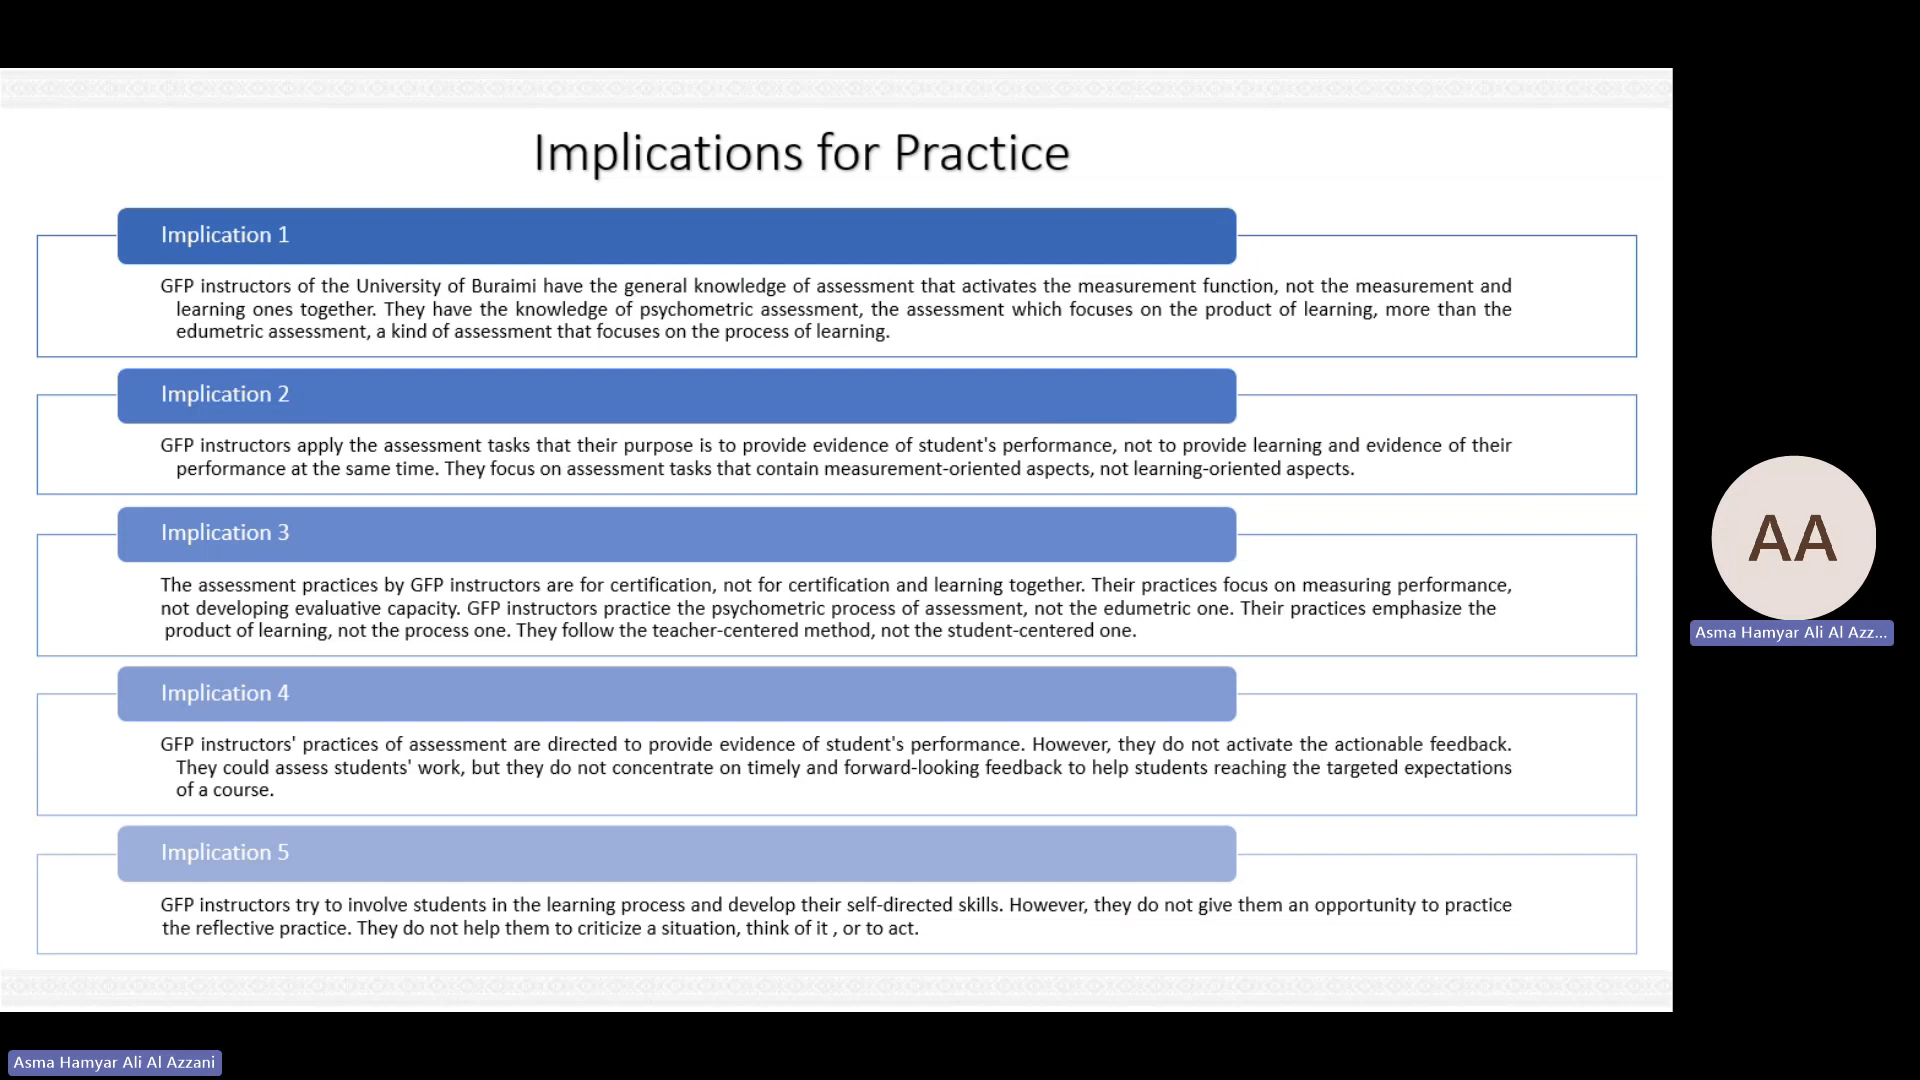 Implications for Practice
Implication 1
GFP instructors of the University of Buraimi have the general knowledge of assessment that activates the measurement function, not the measurement and
learning ones together. They have the knowledge of psychometric assessment, the assessment which focuses on the product of learning, more than the
edumetric assessment, a kind of assessment that focuses on the process of learning.
Implication 2
GFP instructors apply the assessment tasks that their purpose is to provide evidence of student's performance, not to provide learning and evidence of their
performance at the same time. They focus on assessment tasks that contain measurement-oriented aspects, not learning-oriented aspects.
Implication 3
The assessment practices by GFP instructors are for certification, not for certification and learning together. Their practices focus on measuring performance,
not developing evaluative capacity. GFP instructors practice the psychometric process of assessment, not the edumetric one. Their practices emphasize the
product of learning, not the process one. They follow the teacher-centered method, not the student-centered one.
Implication 4
GFP instructors' practices of assessment are directed to provide evidence of student's performance. However, they do not activate the actionable feedback.
They could assess students' work, but they do not concentrate on timely and forward-looking feedback to help students reaching the targeted expectations
of a course.
Implication 5
GFP instructors try to involve students in the learning process and develop their self-directed skills. However, they do not give them an opportunity to practice
the reflective practice. They do not help them to criticize a situation, think of it , or to act.
AA
Asma Hamyar Ali Al Azz...
Asma Hamyar Ali Al Azzani